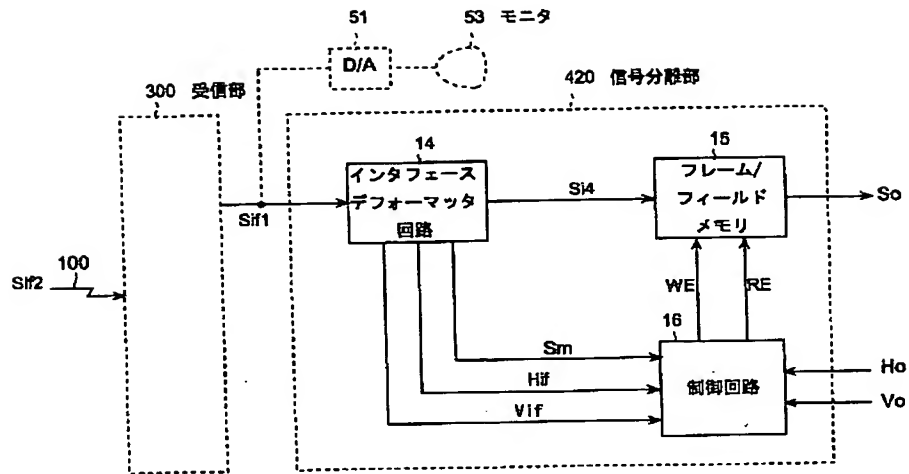 51
53 モニタ
D/A
300 受信部
420 信号分離部
14
15
インタフェース
デフォーマッタ
回路
Si4
フレーム/
フィールド
メモリ
So
Sif1
100
Sif2
WE
RE
16
Sm
Hif
Vif
制御回路
Ho
Vo